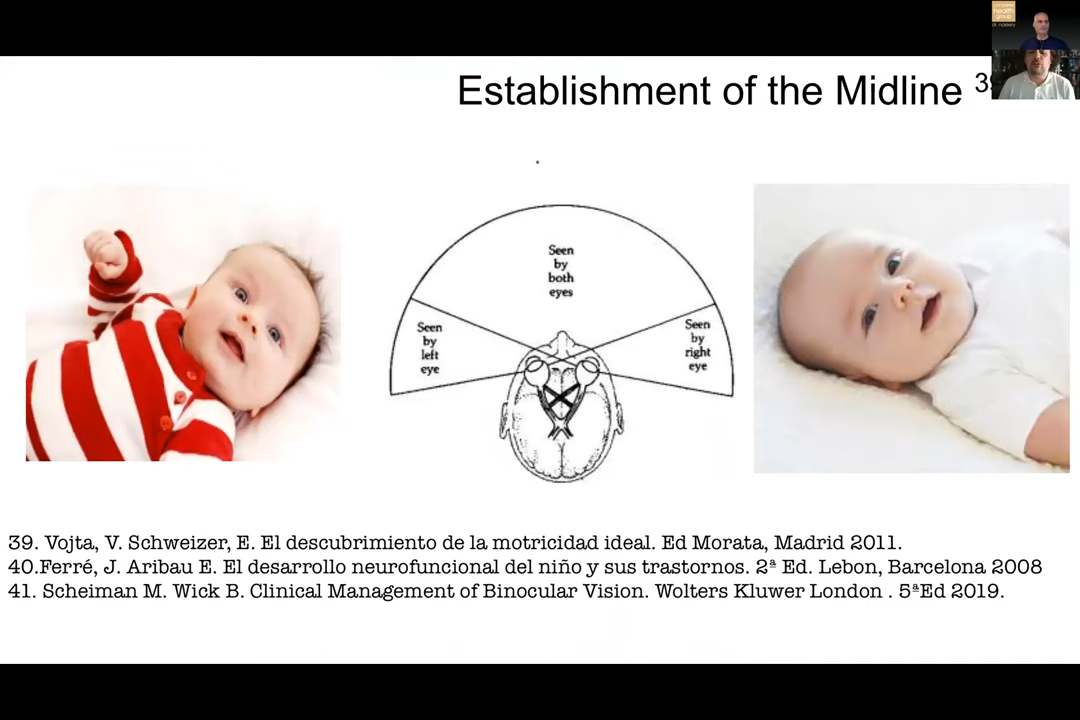 complete
health
group
Establishment of the Midline
Seen
by
both
eyes
Seen
by
left
eye
Seen
by
right
eye
39. Vojta, V. Schweizer, E. El descubrimiento de la motricidad ideal. Ed Morata, Madrid 2011.
40.Ferré, J. Aribau E. El desarrollo neurofuncional del niño y sus trastornos. 2ª Ed. Lebon, Barcelona 2008
41. Scheiman M. Wick B. Clinical Management of Binocular Vision. Wolters Kluwer London . 5ªEd 2019.